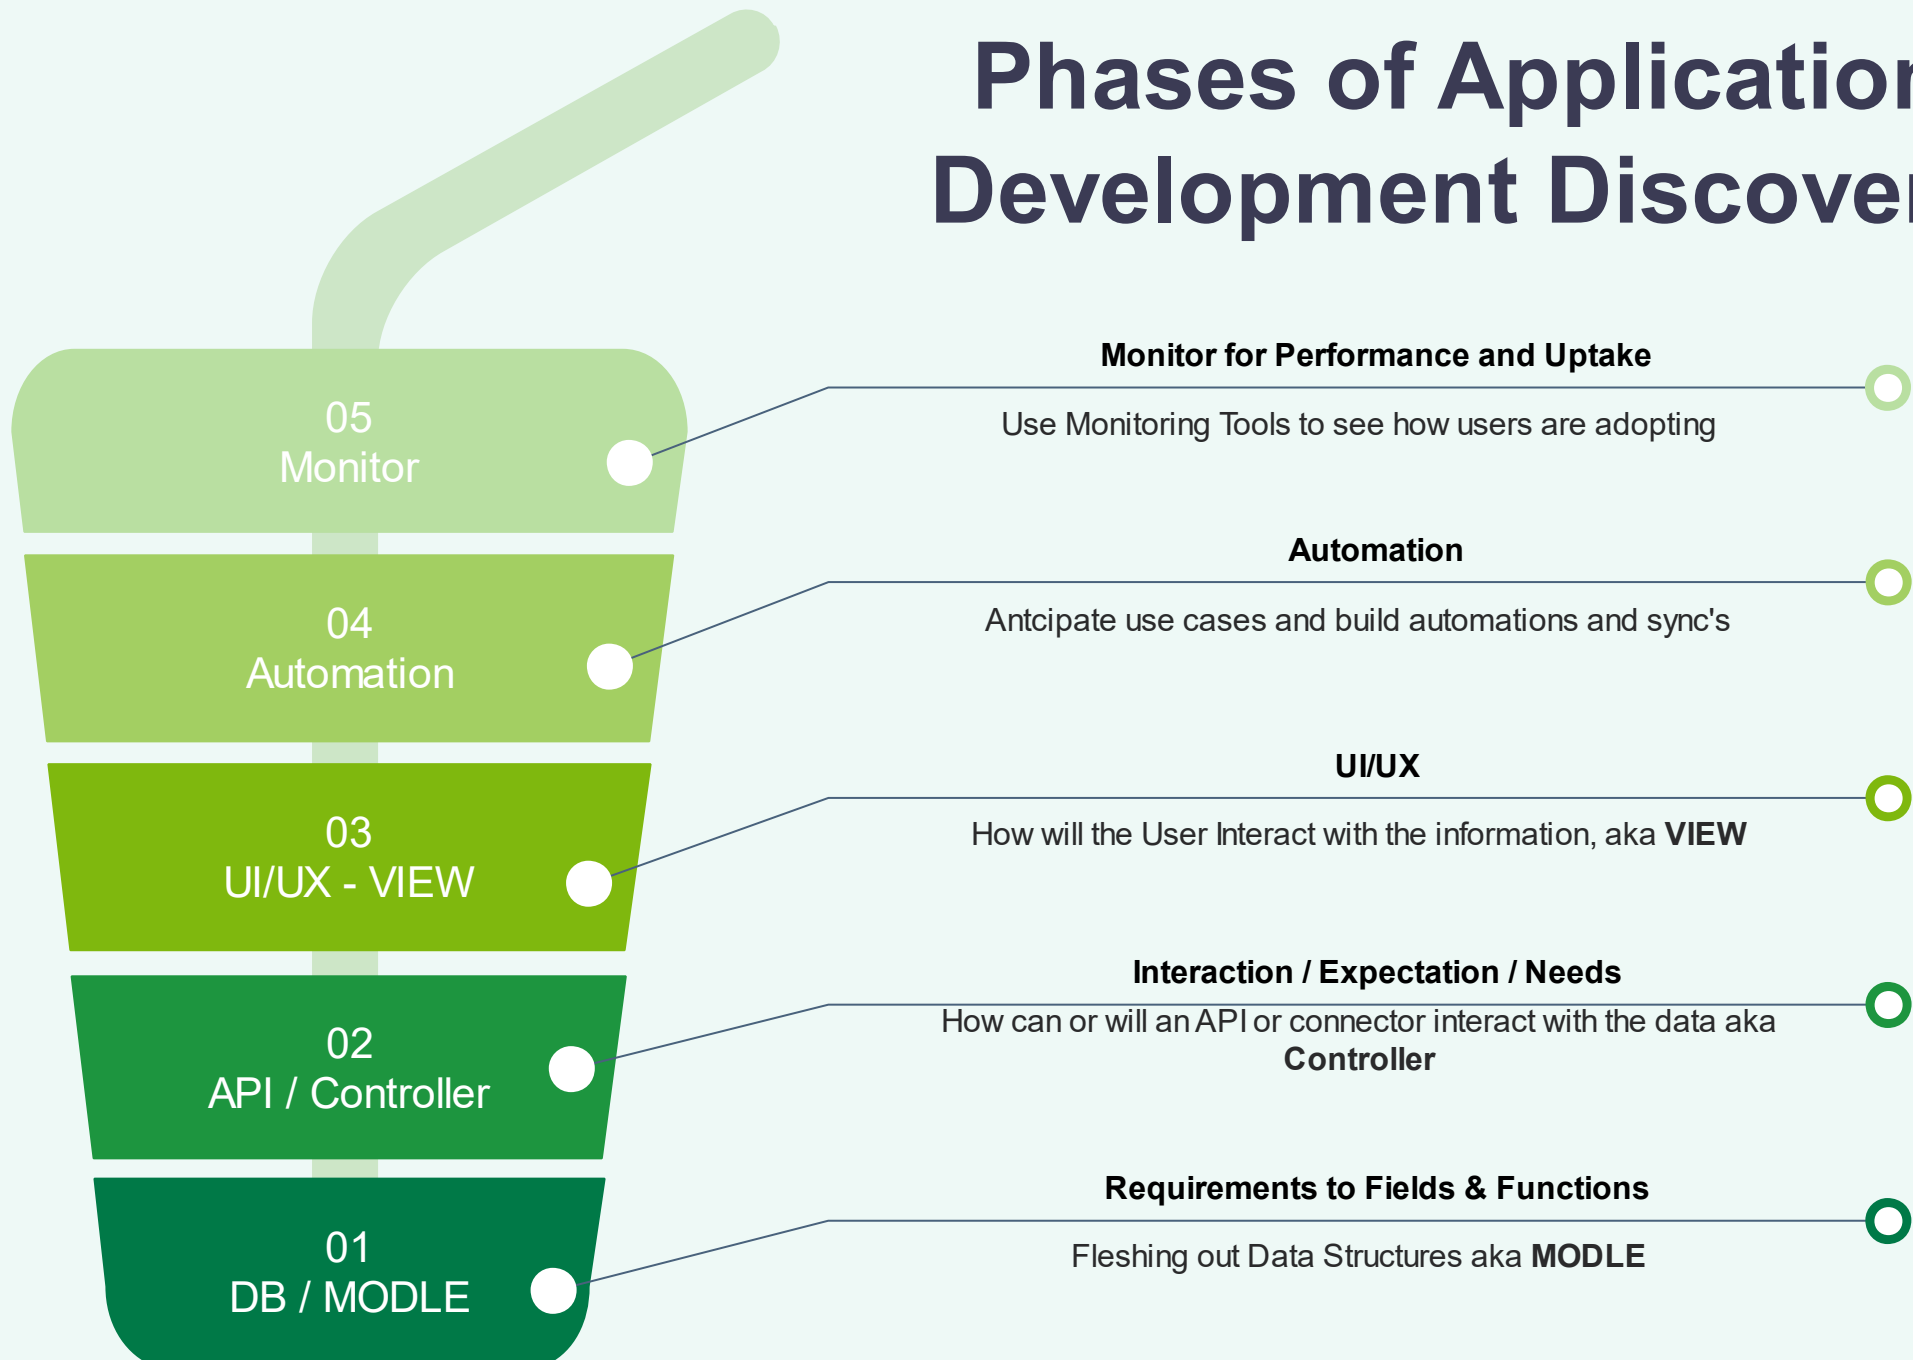 Phases of Application
Development Discover
05
Monitor
Monitor for Performance and Uptake
Use Monitoring Tools to see how users are adopting
04
Automation
Automation
Antcipate use cases and build automations and sync's
03
UI/UX - VIEW
UI/UX
How will the User Interact with the information, aka VIEW
02
API / Controller
Interaction / Expectation / Needs
How can or will an API or connector interact with the data aka
Controller
01
DB / MODLE
Requirements to Fields & Functions
Fleshing out Data Structures aka MODLE